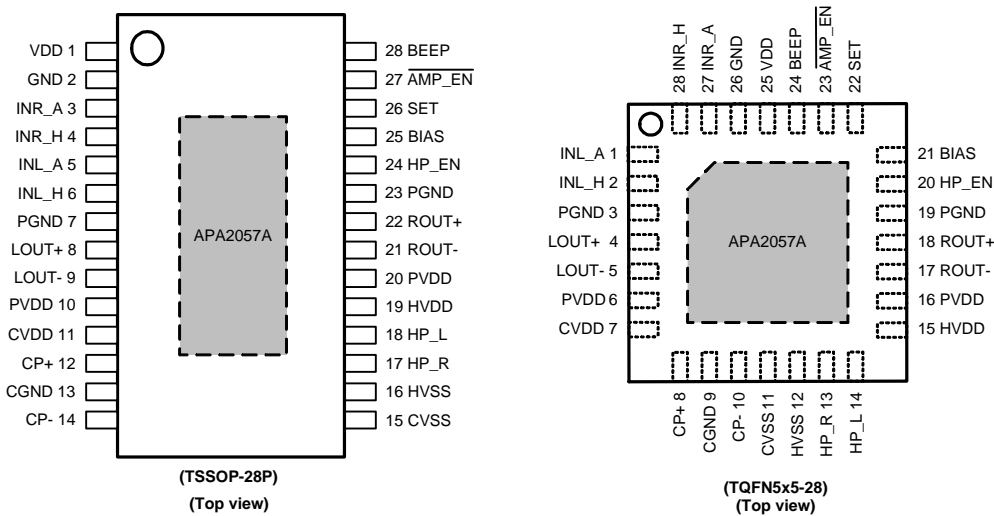 VDD 1
GND 2
INR_A 3
INR_H 4
INL_A 5
INL_H 6
PGND 7
LOUT+ 8
LOUT- 9
PVDD 10
CVDD 11
CP+ 12
CGND 13
CP- 14
APA2057A
28 BEEP
27 AMP_EN
26 SET
25 BIAS
24 HP_EN
23 PGND
22 ROUT+
21 ROUT-
20 PVDD
19 HVDD
18 HP_L
17 HP_R
16 HVSS
15 CVSS
(TSSOP-28P)
(Top view)
28 INR_H
27 INR_A
26 GND
25 VDD
24 BEEP
23 AMP_EN
22 SET
INL_A 1
INL_H 2
PGND 3
LOUT+ 4
LOUT- 5
PVDD 6
CVDD 7
APA2057A
21 BIAS
20 HP_EN
19 PGND
18 ROUT+
17 ROUT-
16 PVDD
15 HVDD
CP+ 8
CGND 9
CP- 10
CVSS 11
HVSS 12
HP_R 13
HP_L 14
(TQFN5x5-28)
(Top view)